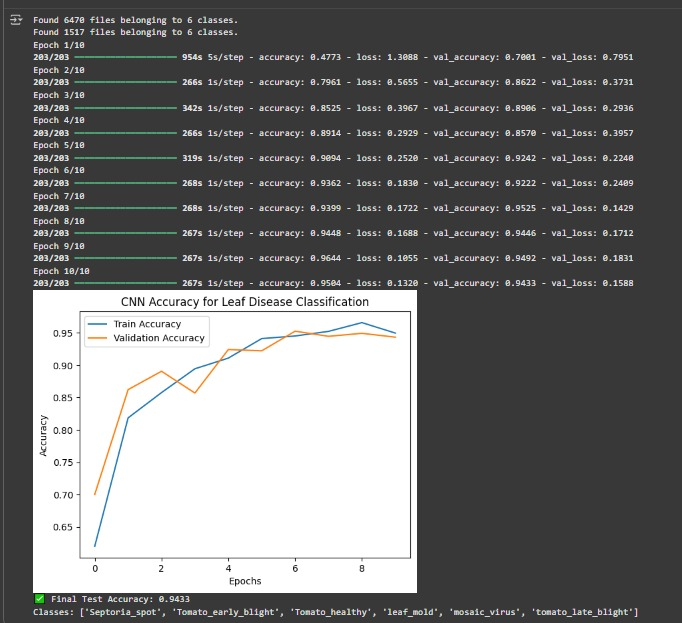 Found 6470 files belonging to 6 classes.
Found 1517 files belonging to 6 classes.
Epoch 1/10
203/203 ━━━━━━━━━━━━━━━━━━━━ 954s 5s/step - accuracy: 0.4773 - loss: 1.3088 - val_accuracy: 0.7001 - val_loss: 0.7951
Epoch 2/10
203/203 ━━━━━━━━━━━━━━━━━━━━ 266s 1s/step - accuracy: 0.7961 - loss: 0.5655 - val_accuracy: 0.8622 - val_loss: 0.3731
Epoch 3/10
203/203 ━━━━━━━━━━━━━━━━━━━━ 342s 1s/step - accuracy: 0.8525 - loss: 0.3967 - val_accuracy: 0.8906 - val_loss: 0.2936
Epoch 4/10
203/203 ━━━━━━━━━━━━━━━━━━━━ 266s 1s/step - accuracy: 0.8914 - loss: 0.2929 - val_accuracy: 0.8570 - val_loss: 0.3957
Epoch 5/10
203/203 ━━━━━━━━━━━━━━━━━━━━ 319s 1s/step - accuracy: 0.9094 - loss: 0.2520 - val_accuracy: 0.9242 - val_loss: 0.2240
Epoch 6/10
203/203 ━━━━━━━━━━━━━━━━━━━━ 268s 1s/step - accuracy: 0.9362 - loss: 0.1830 - val_accuracy: 0.9222 - val_loss: 0.2409
Epoch 7/10
203/203 ━━━━━━━━━━━━━━━━━━━━ 268s 1s/step - accuracy: 0.9399 - loss: 0.1722 - val_accuracy: 0.9525 - val_loss: 0.1429
Epoch 8/10
203/203 ━━━━━━━━━━━━━━━━━━━━ 267s 1s/step - accuracy: 0.9448 - loss: 0.1688 - val_accuracy: 0.9446 - val_loss: 0.1712
Epoch 9/10
203/203 ━━━━━━━━━━━━━━━━━━━━ 267s 1s/step - accuracy: 0.9644 - loss: 0.1055 - val_accuracy: 0.9492 - val_loss: 0.1831
Epoch 10/10
203/203 ━━━━━━━━━━━━━━━━━━━━ 267s 1s/step - accuracy: 0.9504 - loss: 0.1320 - val_accuracy: 0.9433 - val_loss: 0.1588
CNN Accuracy for Leaf Disease Classification
Train Accuracy
Validation Accuracy
0.95
0.90
0.85
0.80
0.75
0.70
0.65
Accuracy
0 2 4 6 8
Epochs
✅ Final Test Accuracy: 0.9433
Classes: ['Septoria_spot', 'Tomato_early_blight', 'Tomato_healthy', 'leaf_mold', 'mosaic_virus', 'tomato_late_blight']